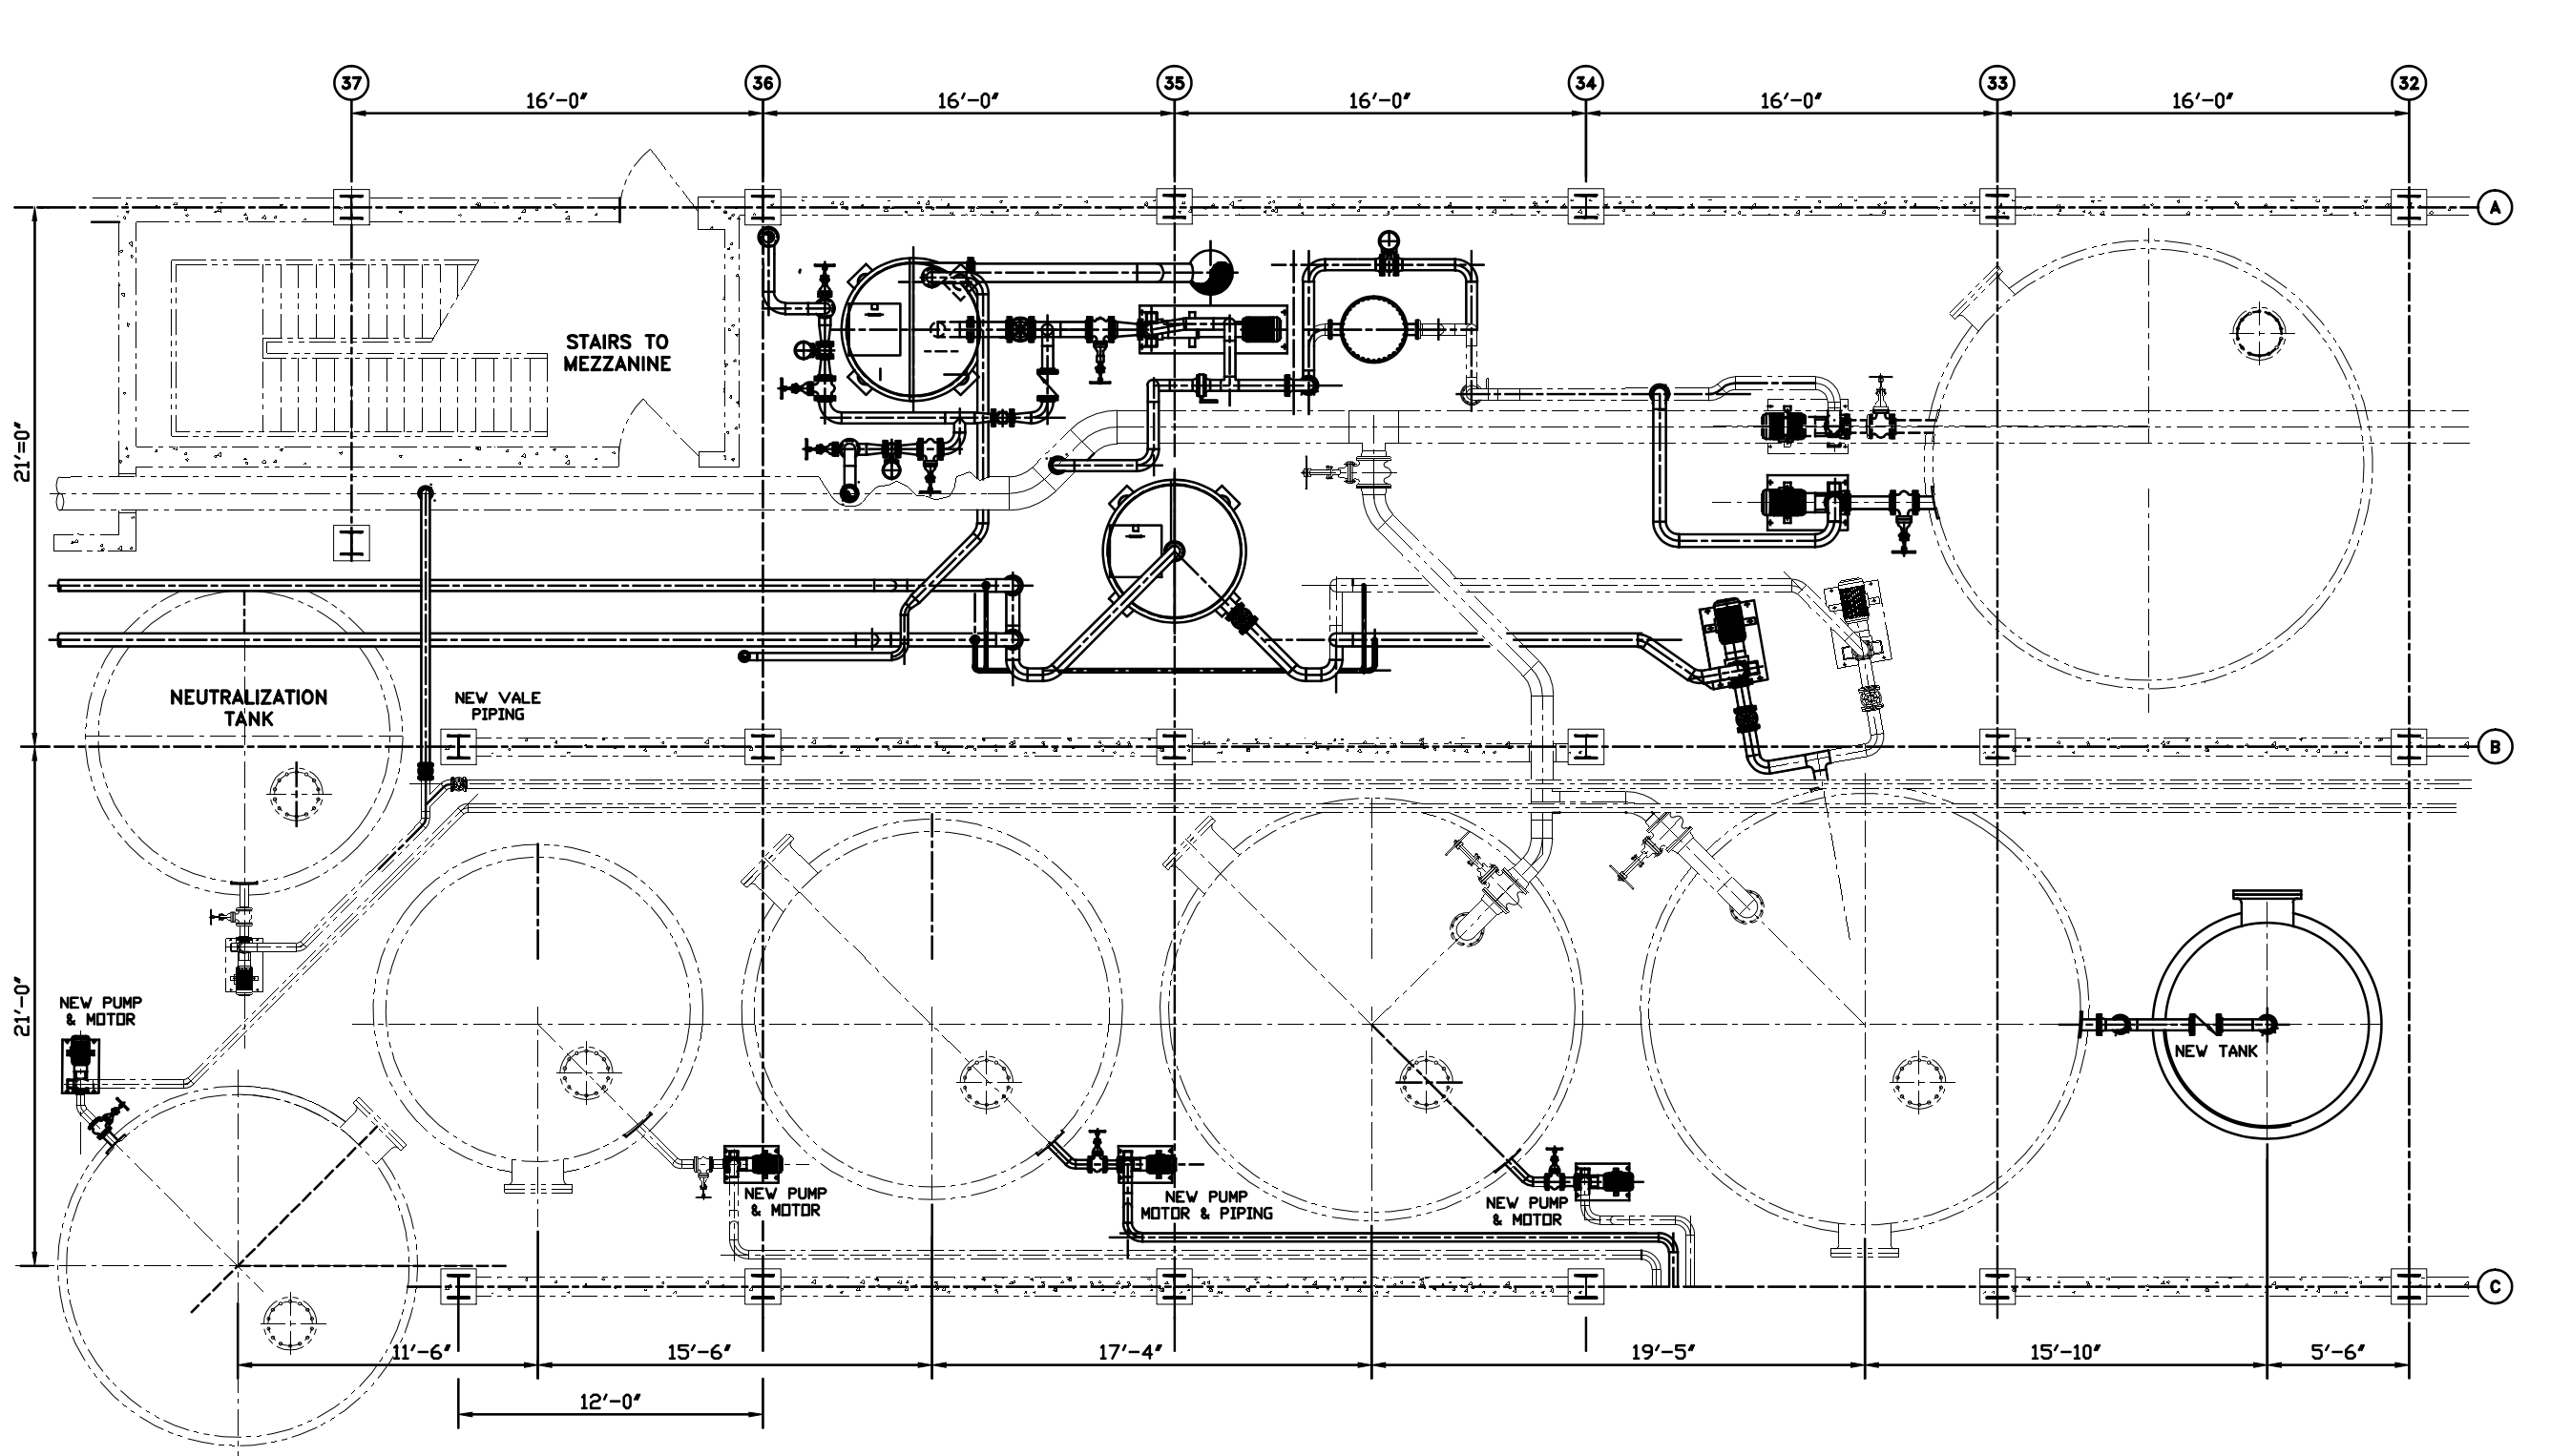 37 36 35 34 33 32
16'-0" 16'-0" 16'-0" 16'-0" 16'-0"
A
STAIRS TO
MEZZANINE
21'=0"
NEUTRALIZATION
TANK
NEW VALE
PIPING
B
21'-0"
NEW PUMP
& MOTOR
NEW TANK
NEW PUMP
& MOTOR
NEW PUMP
MOTOR & PIPING
NEW PUMP
& MOTOR
C
11'-6" 15'-6" 17'-4" 19'-5" 15'-10" 5'-6"
12'-0"